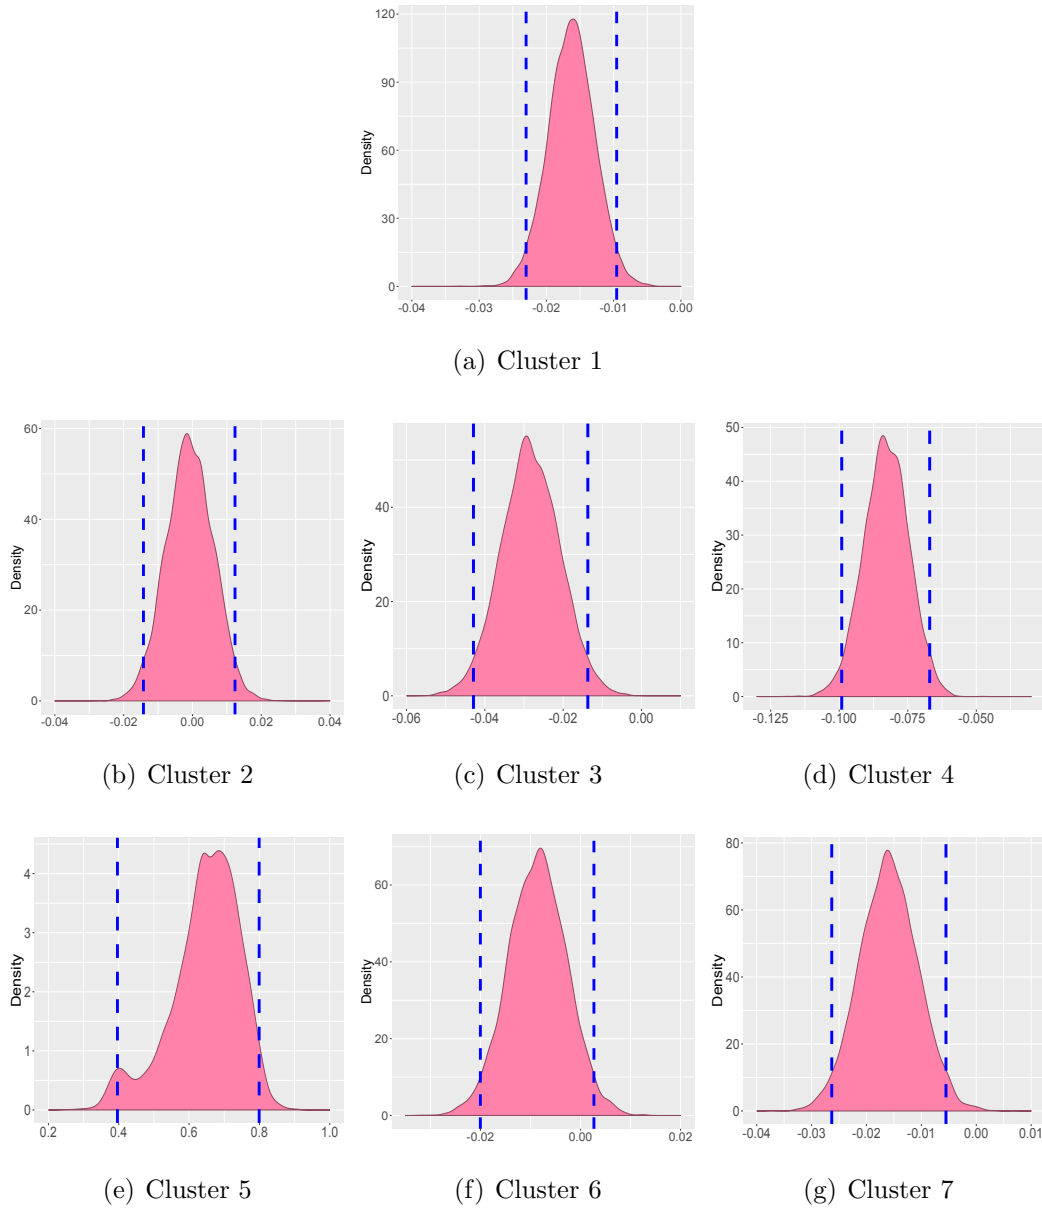 120
90
60
30
0
Density
-0.04 -0.03 -0.02 -0.01 0.00
(a) Cluster 1
60
40
20
0
Density
-0.04 -0.02 0.00 0.02 0.04
(b) Cluster 2
40
20
0
Density
-0.06 -0.04 -0.02 0.00
(c) Cluster 3
50
40
30
20
10
0
Density
-0.125 -0.100 -0.075 -0.050
(d) Cluster 4
4
3
2
1
0
Density
0.2 0.4 0.6 0.8 1.0
(e) Cluster 5
60
40
20
0
Density
-0.02 0.00 0.02
(f) Cluster 6
80
60
40
20
0
Density
-0.04 -0.03 -0.02 -0.01 0.00 0.01
(g) Cluster 7